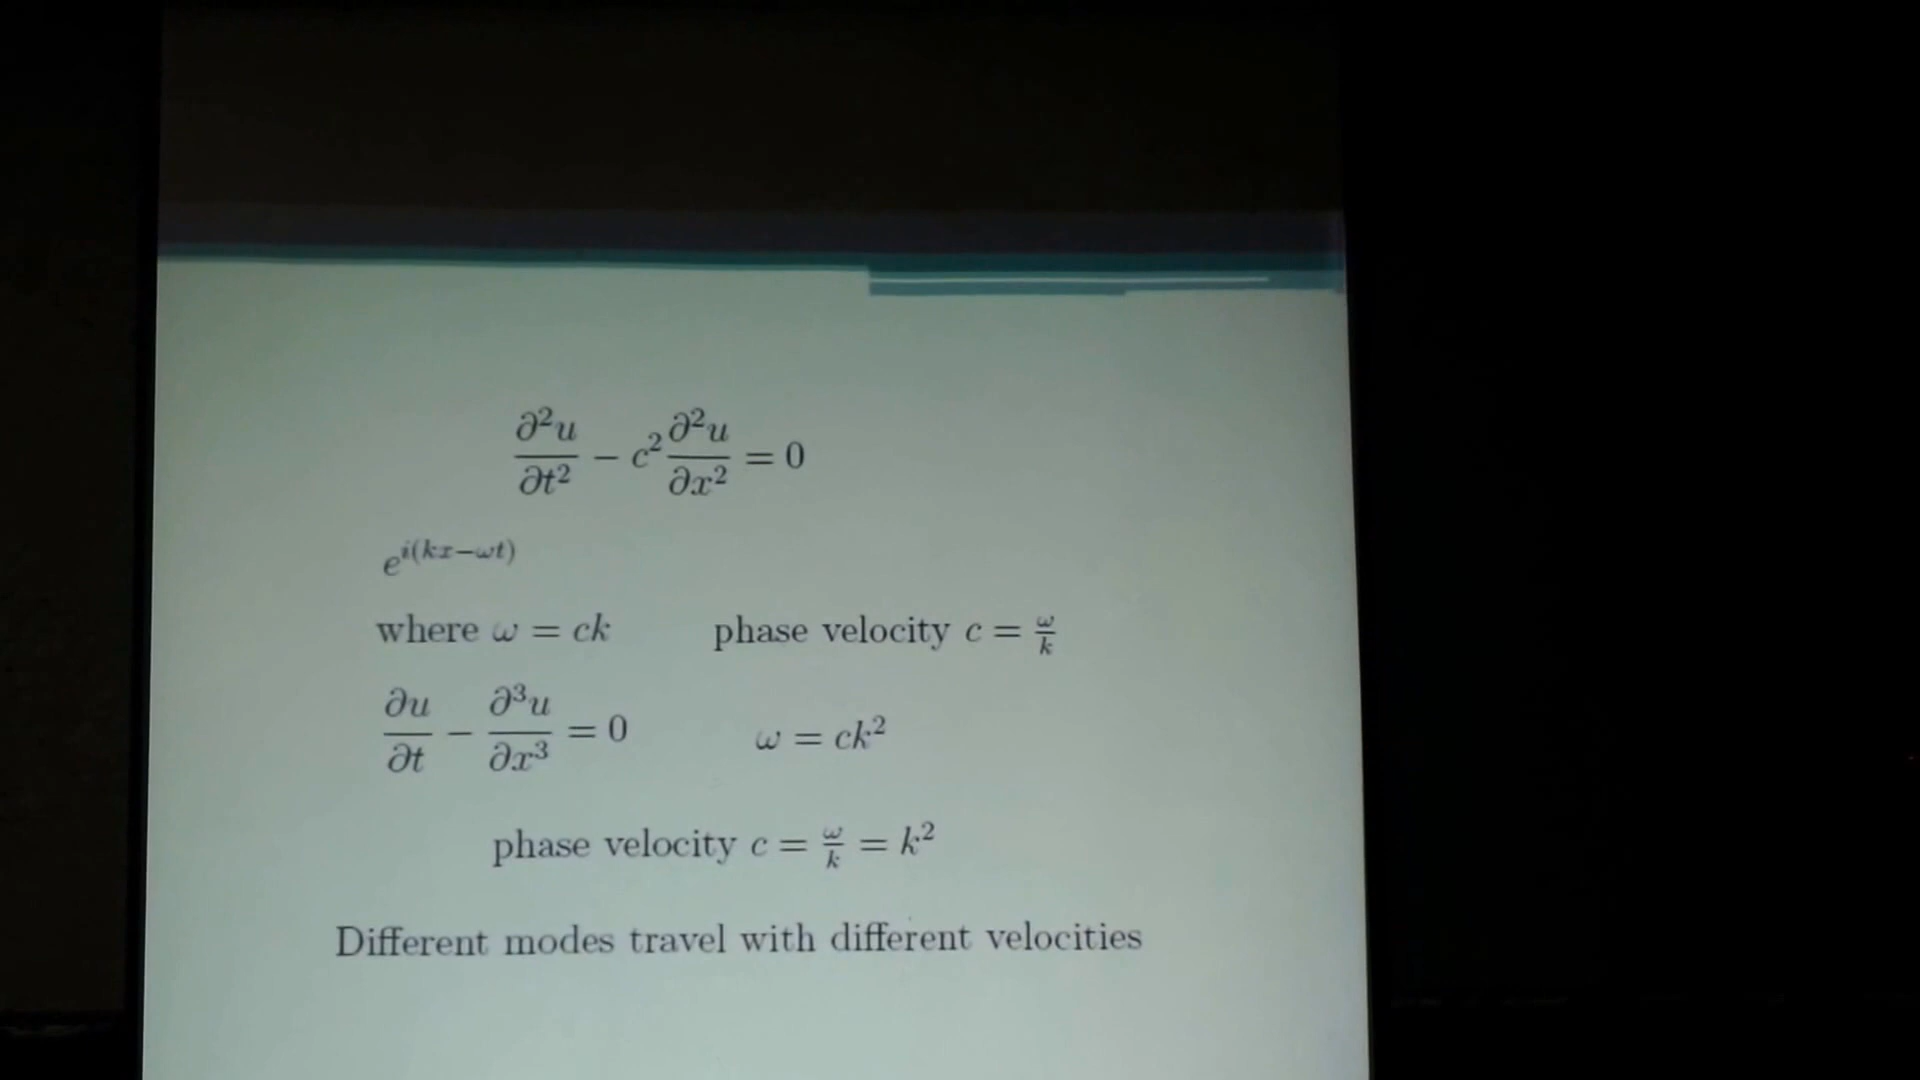 ∂²u/∂t² − c² ∂²u/∂x² = 0
e^{i(kx−ωt)}
where ω = ck phase velocity c = ω/k
∂u/∂t − ∂³u/∂x³ = 0 ω = ck²
phase velocity c = ω/k = k²
Different modes travel with different velocities